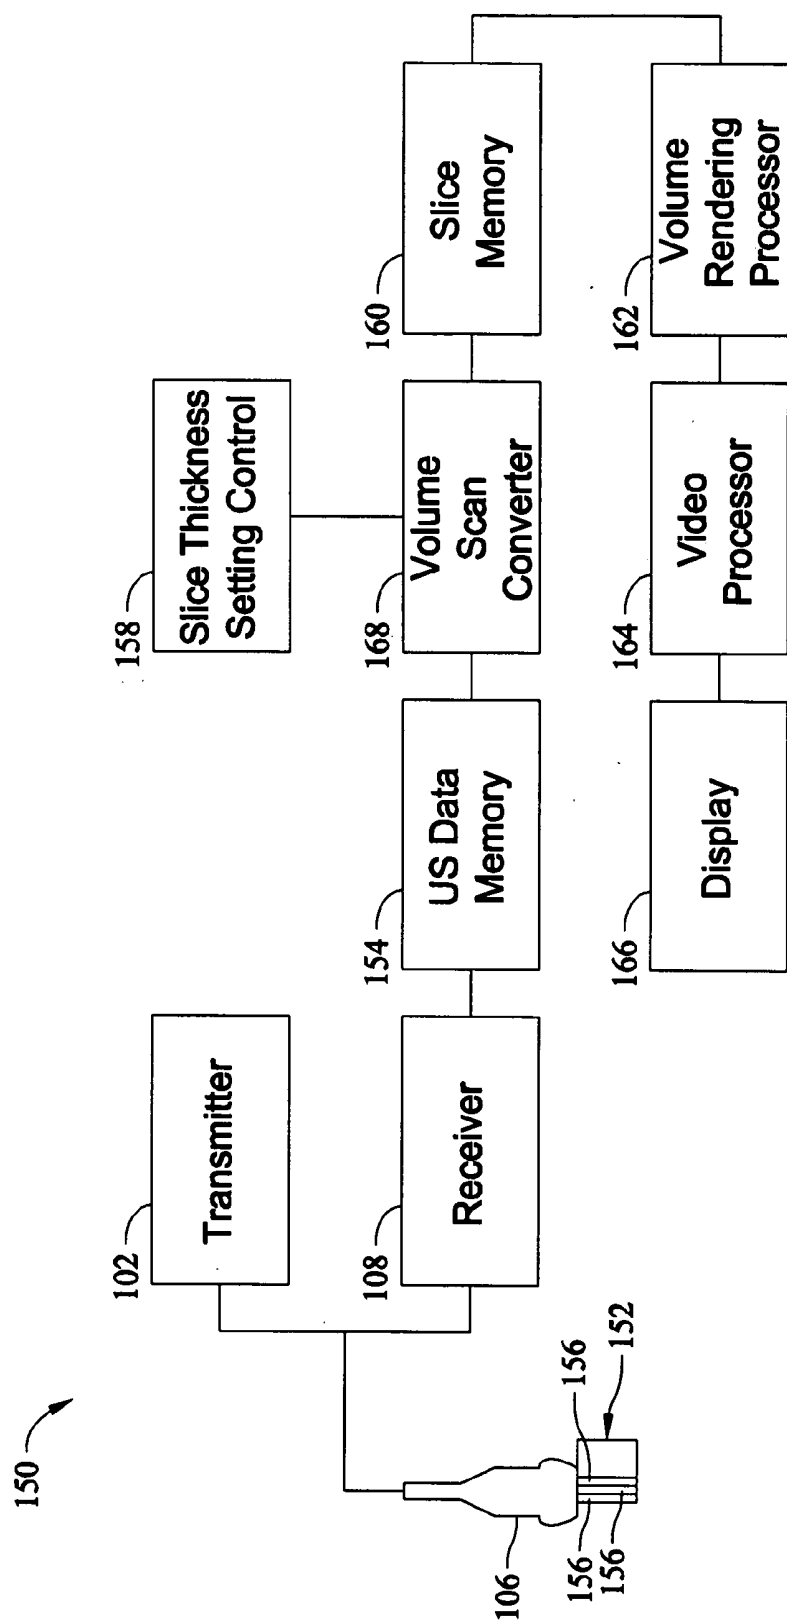 150
102
Transmitter
158
Slice Thickness
Setting Control
106
156
156
156
152
108
Receiver
154
US Data
Memory
168
Volume
Scan
Converter
160
Slice
Memory
166
Display
164
Video
Processor
162
Volume
Rendering
Processor